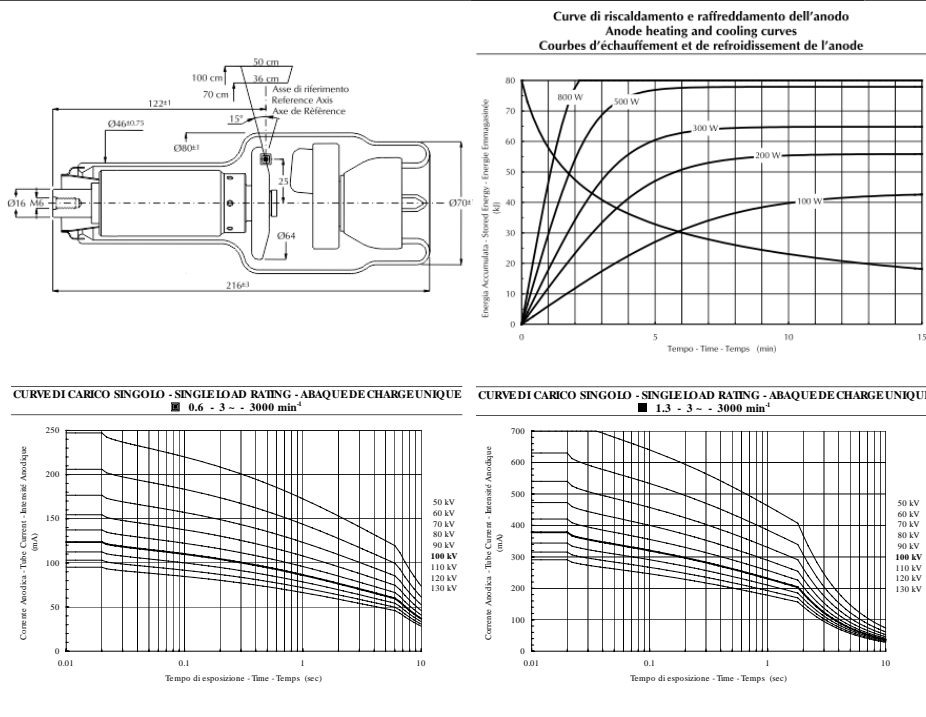 50 cm
100 cm
36 cm
70 cm
Asse di riferimento
Reference Axis
Axe de Rèfêrence
122±1
15°
Ø46±0.75
Ø80±1
25
Ø16 M6
Ø70±
Ø64
216±3
Curve di riscaldamento e raffreddamento dell'anodo
Anode heating and cooling curves
Courbes d'échauffement et de refroidissement de l'anode
Energia Accumulata - Stored Energy - Energie Emmagasinée
(kJ)
80
70
60
50
40
30
20
10
0
800 W
500 W
300 W
200 W
100 W
0
5
10
15
Tempo - Time - Temps (min)
CURVE DI CARICO SINGOLO - SINGLE LOAD RATING - ABAQUE DE CHARGE UNIQUE
0.6 - 3 ~ - 3000 min-1
Corrente Anodica - Tube Current - Intensité Anodique
(mA)
250
200
150
100
50
0
50 kV
60 kV
70 kV
80 kV
90 kV
100 kV
110 kV
120 kV
130 kV
0.01
0.1
1
10
Tempo di esposizione - Time - Temps (sec)
CURVE DI CARICO SINGOLO - SINGLE LOAD RATING - ABAQUE DE CHARGE UNIQU
1.3 - 3 ~ - 3000 min-1
Corrente Anodica - Tube Current - Intensité Anodique
(mA)
700
600
500
400
300
200
100
0
50 kV
60 kV
70 kV
80 kV
90 kV
100 kV
110 kV
120 kV
130 kV
0.01
0.1
1
10
Tempo di esposizione - Time - Temps (sec)